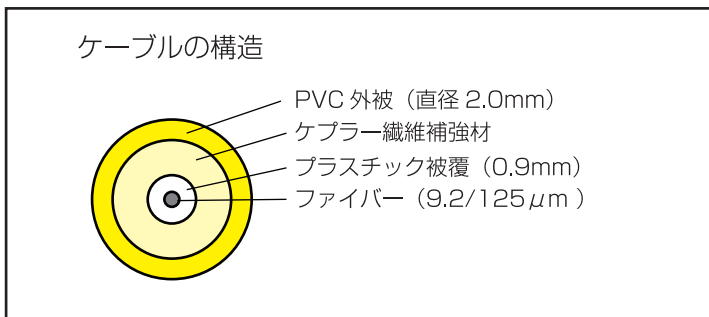 ケーブルの構造
PVC 外被（直径 2.0mm）
ケプラー繊維補強材
プラスチック被覆（0.9mm）
ファイバー（9.2/125μm ）